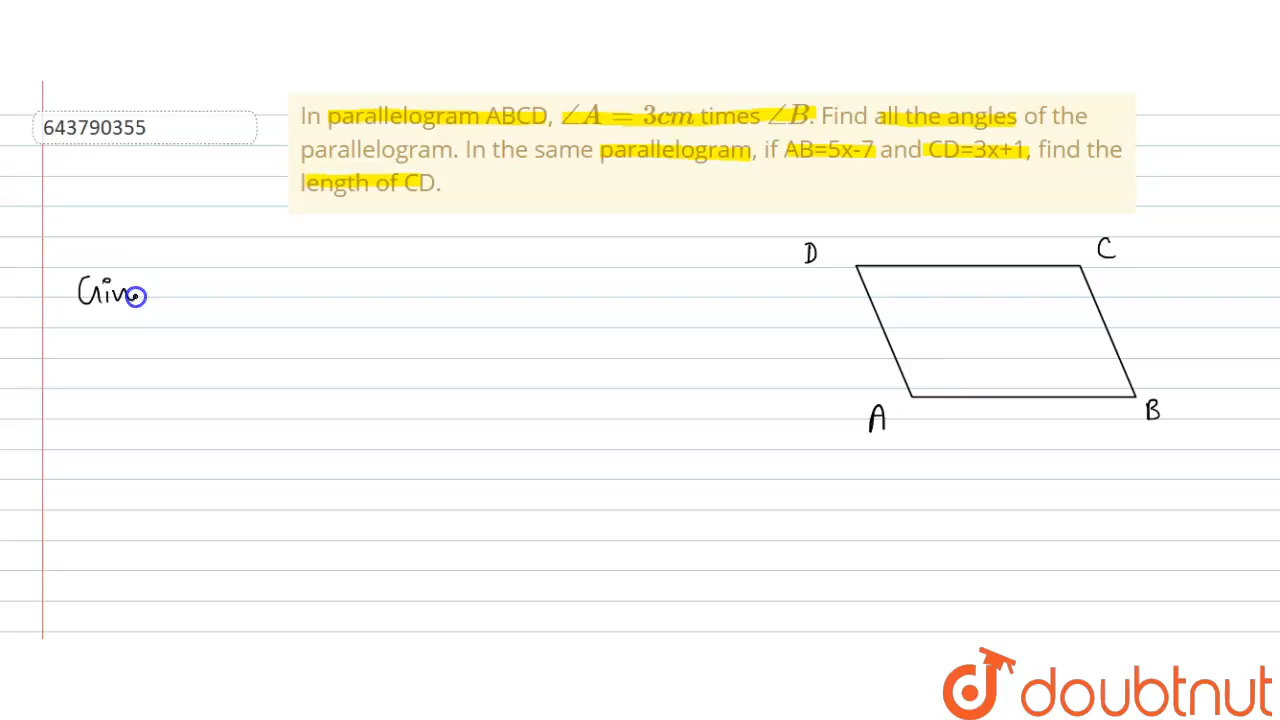 643790355
In parallelogram ABCD, ∠A = 3cm times ∠B. Find all the angles of the
parallelogram. In the same parallelogram, if AB=5x-7 and CD=3x+1, find the
length of CD.
D
C
Giv
A
B
doubtnut